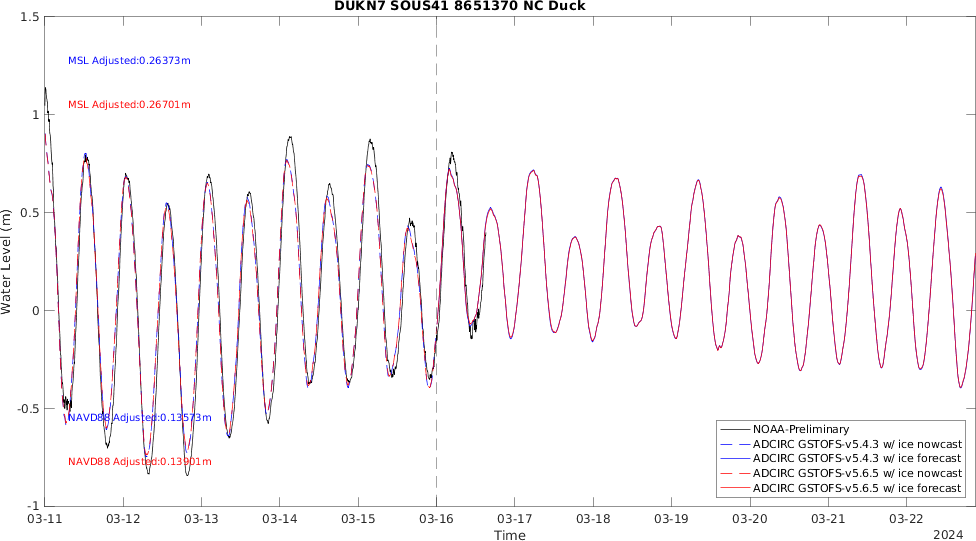 DUKN7 SOUS41 8651370 NC Duck
1.5
1
0.5
0
-0.5
-1
Water Level (m)
MSL Adjusted:0.26373m
MSL Adjusted:0.26701m
NAVD88 Adjusted:0.13573m
NAVD88 Adjusted:0.13901m
NOAA-Preliminary
ADCIRC GSTOFS-v5.4.3 w/ ice nowcast
ADCIRC GSTOFS-v5.4.3 w/ ice forecast
ADCIRC GSTOFS-v5.6.5 w/ ice nowcast
ADCIRC GSTOFS-v5.6.5 w/ ice forecast
03-11 03-12 03-13 03-14 03-15 03-16 03-17 03-18 03-19 03-20 03-21 03-22
Time
2024